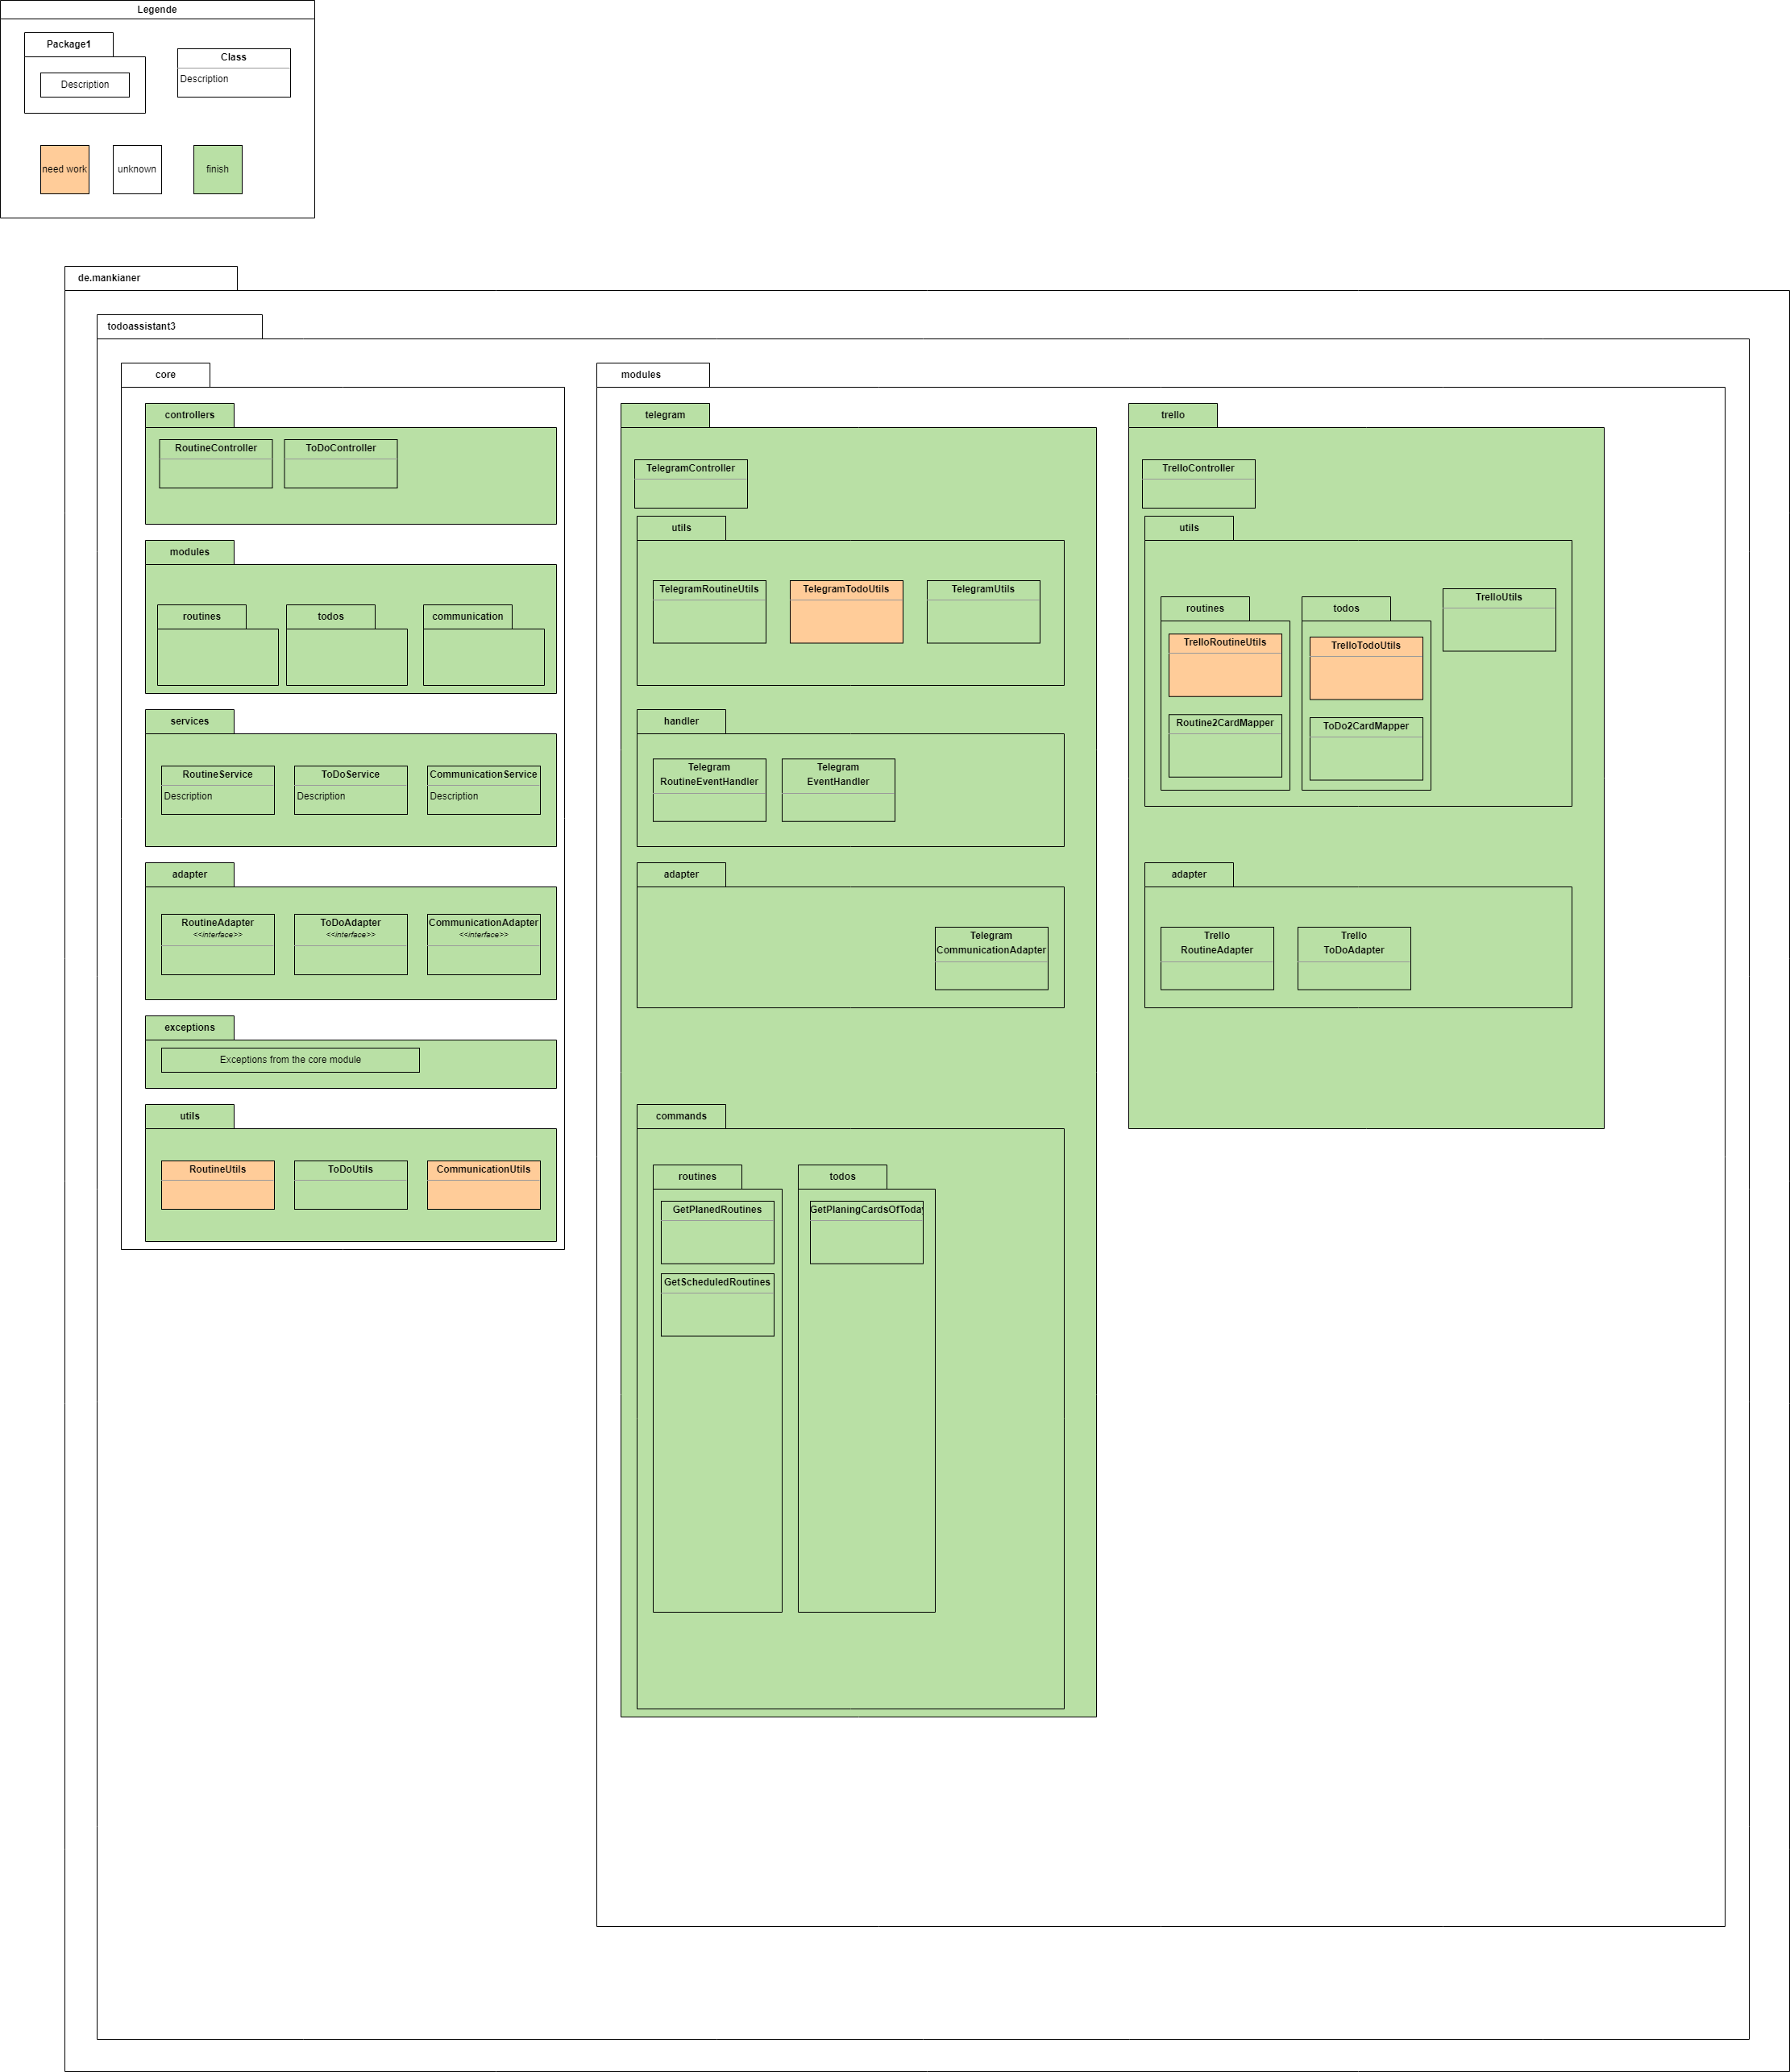 Legende
Package1
Description
Class
Description
need work
unknown
finish
de.mankianer
todoassistant3
core
controllers
RoutineController
ToDoController
modules
routines
todos
communication
services
RoutineService
Description
ToDoService
Description
CommunicationService
Description
adapter
RoutineAdapter
<<interface>>
ToDoAdapter
<<interface>>
CommunicationAdapter
<<interface>>
exceptions
Exceptions from the core module
utils
RoutineUtils
ToDoUtils
CommunicationUtils
modules
telegram
TelegramController
utils
TelegramRoutineUtils
TelegramTodoUtils
TelegramUtils
handler
Telegram
RoutineEventHandler
Telegram
EventHandler
adapter
Telegram
CommunicationAdapter
commands
routines
GetPlanedRoutines
GetScheduledRoutines
todos
GetPlaningCardsOfToday
trello
TrelloController
utils
routines
TrelloRoutineUtils
Routine2CardMapper
todos
TrelloTodoUtils
ToDo2CardMapper
TrelloUtils
adapter
Trello
RoutineAdapter
Trello
ToDoAdapter